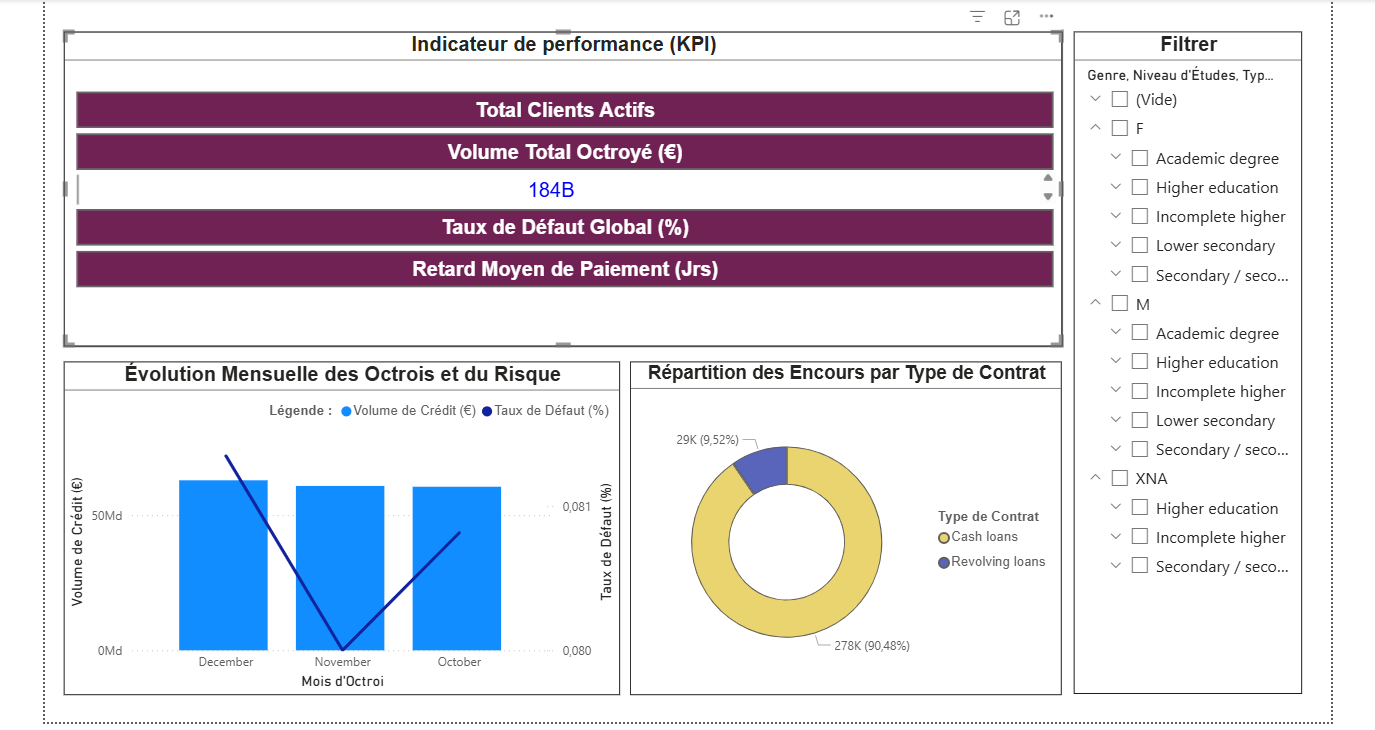 Indicateur de performance (KPI)
Total Clients Actifs
Volume Total Octroyé (€)
184B
Taux de Défaut Global (%)
Retard Moyen de Paiement (Jrs)
Évolution Mensuelle des Octrois et du Risque
Légende : Volume de Crédit (€) Taux de Défaut (%)
Volume de Crédit (€)
50Md
0Md
0,081
0,080
Taux de Défaut (%)
December November October
Mois d'Octroi
Répartition des Encours par Type de Contrat
29K (9,52%)
278K (90,48%)
Type de Contrat
Cash loans
Revolving loans
Filtrer
Genre, Niveau d'Études, Typ...
(Vide)
F
Academic degree
Higher education
Incomplete higher
Lower secondary
Secondary / seco...
M
Academic degree
Higher education
Incomplete higher
Lower secondary
Secondary / seco...
XNA
Higher education
Incomplete higher
Secondary / seco...